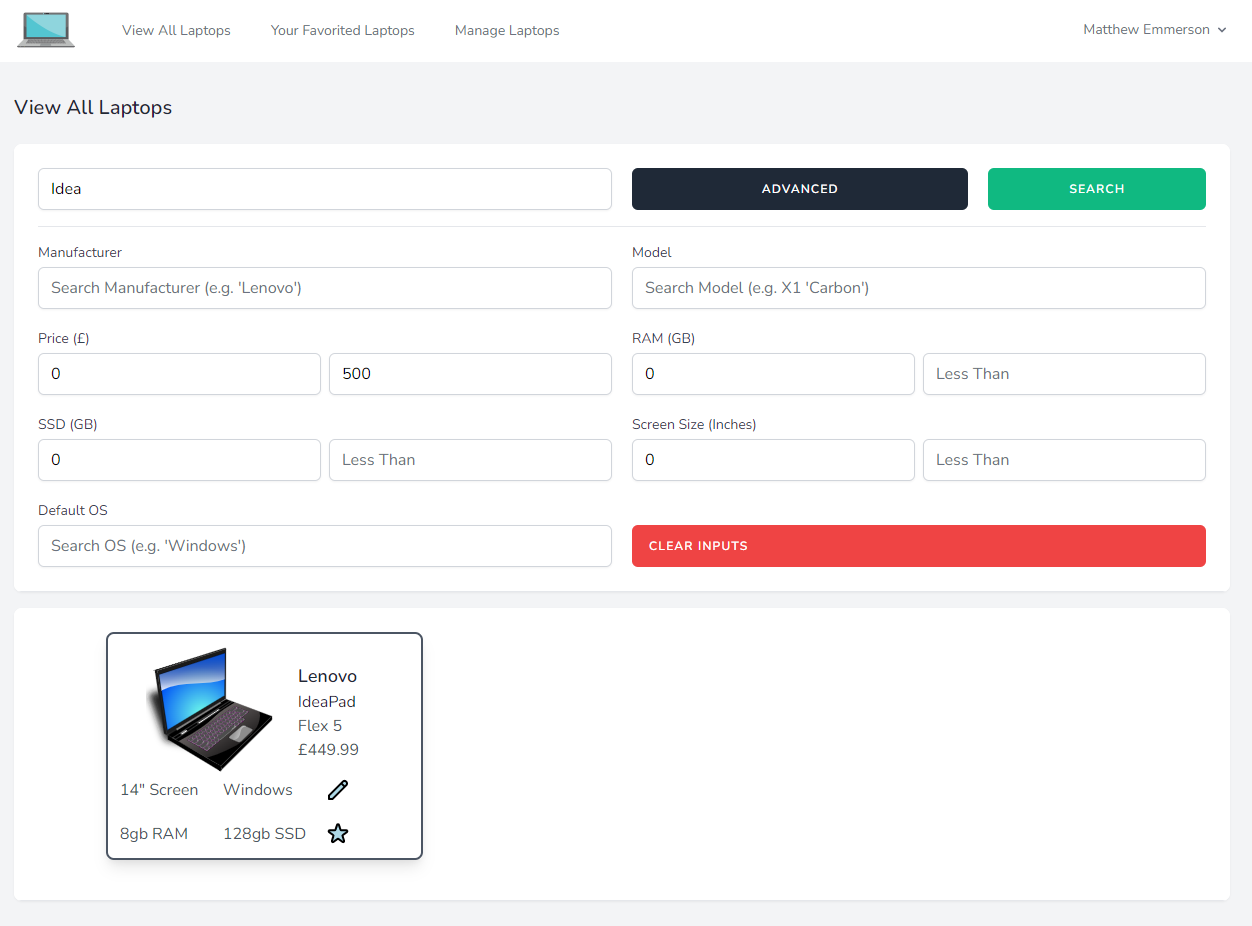 View All Laptops Your Favorited Laptops Manage Laptops Matthew Emmerson
View All Laptops
Idea ADVANCED SEARCH
Manufacturer Model
Search Manufacturer (e.g. 'Lenovo') Search Model (e.g. X1 'Carbon')
Price (£) RAM (GB)
0 500 0 Less Than
SSD (GB) Screen Size (Inches)
0 Less Than 0 Less Than
Default OS
Search OS (e.g. 'Windows') CLEAR INPUTS
Lenovo
IdeaPad
Flex 5
£449.99
14" Screen Windows
8gb RAM 128gb SSD